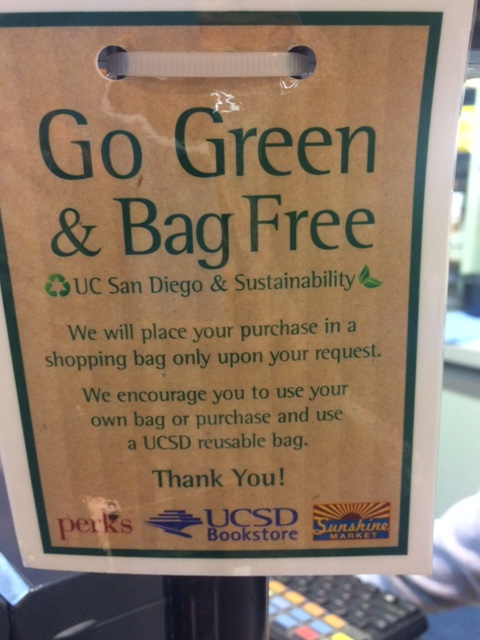 Go Green
& Bag Free
UC San Diego & Sustainability
We will place your purchase in a
shopping bag only upon your request.
We encourage you to use your
own bag or purchase and use
a UCSD reusable bag.
Thank You!
perks
UCSD
Bookstore
Sunshine
MARKET